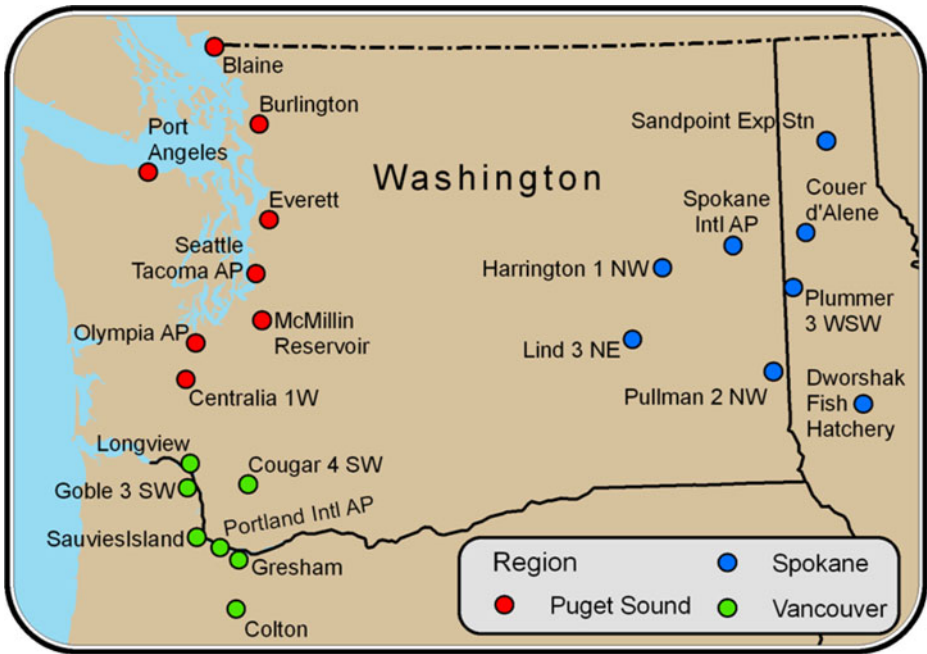 Blaine
Burlington
Port
Angeles
Sandpoint Exp Stn
Washington
Everett
Spokane
Intl AP
Couer
d'Alene
Seattle
Tacoma AP
Harrington 1 NW
McMillin
Reservoir
Plummer
3 WSW
Olympia AP
Lind 3 NE
Centralia 1W
Pullman 2 NW
Dworshak
Fish
Hatchery
Longview
Cougar 4 SW
Goble 3 SW
Portland Intl AP
SauviesIsland
Gresham
Colton
Region
Puget Sound
Spokane
Vancouver